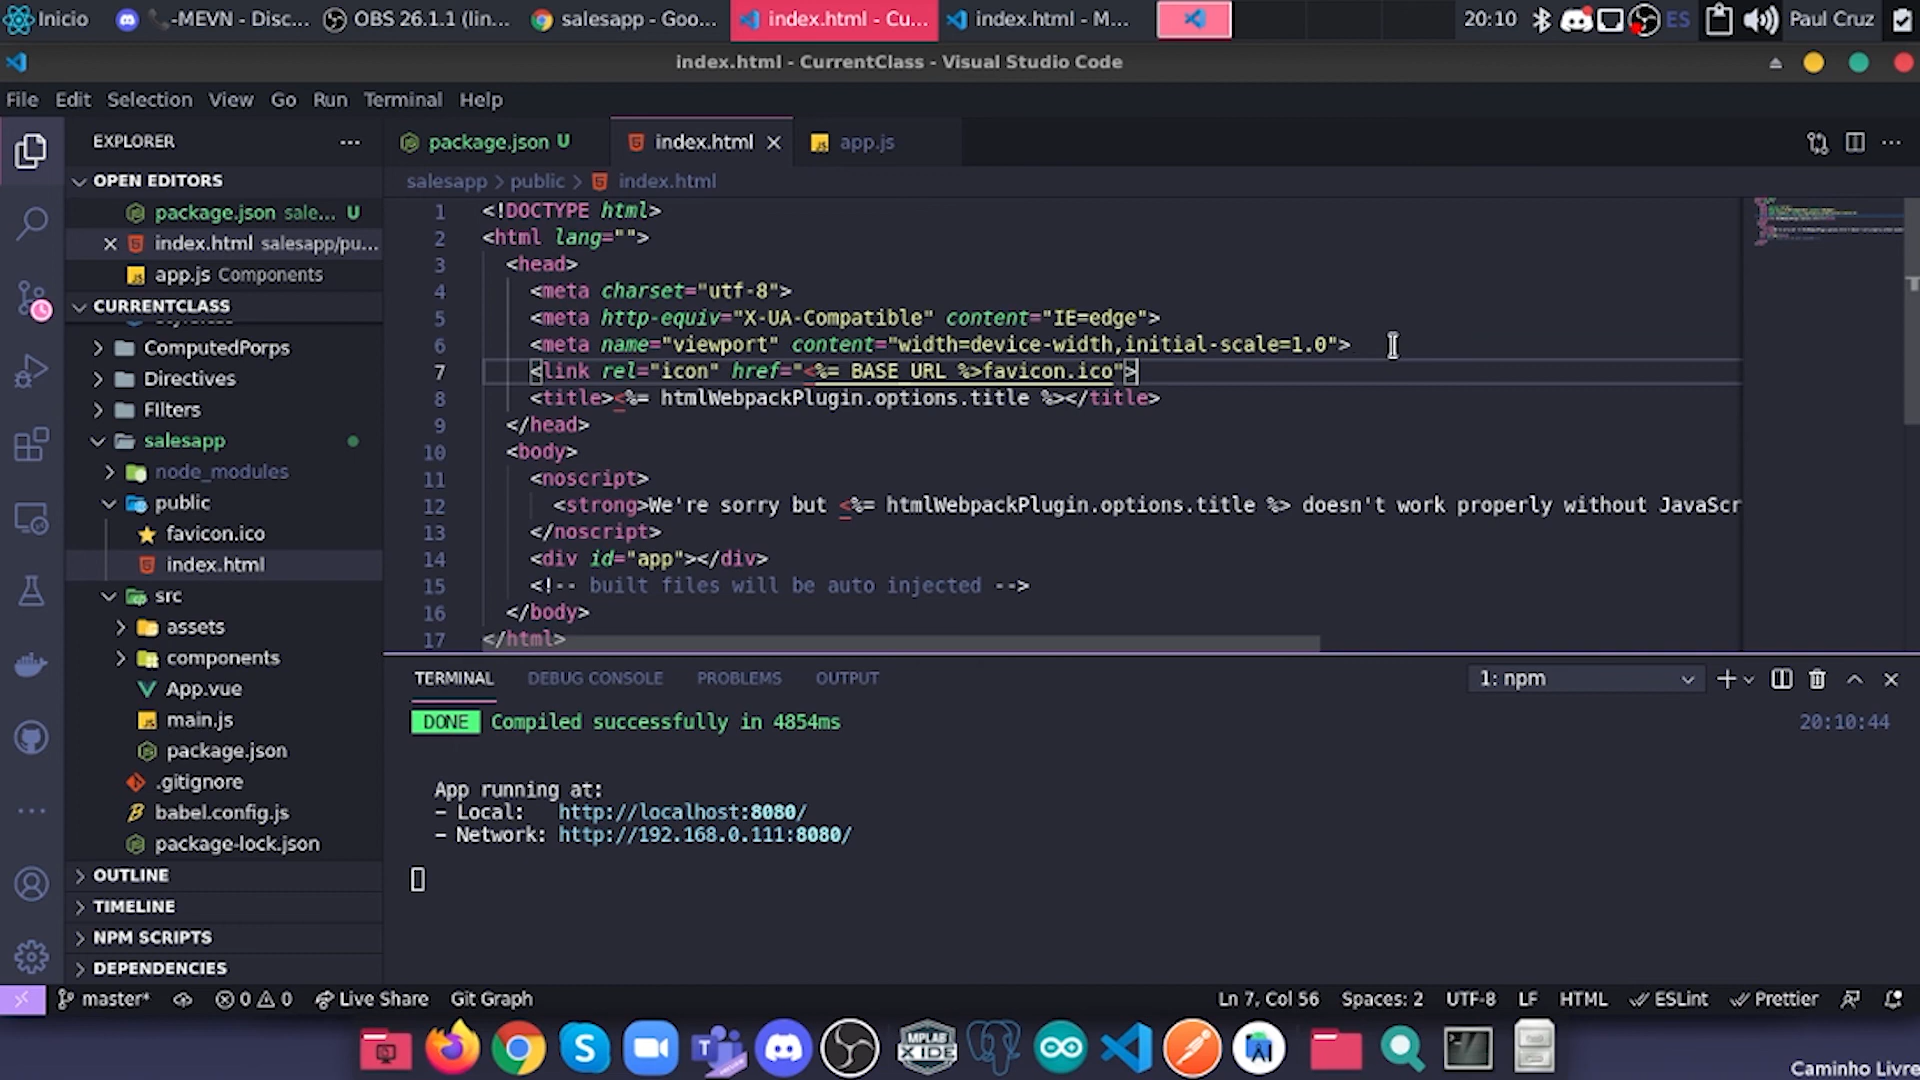 Inicio
-MEVN - Disc...
OBS 26.1.1 (lin...
salesapp - Goo...
index.html - Cu...
index.html - M...
20:10
ES
Paul Cruz
index.html - CurrentClass - Visual Studio Code
File Edit Selection View Go Run Terminal Help
EXPLORER
OPEN EDITORS
package.json sale... U
index.html salesapp/pu...
app.js Components
CURRENTCLASS
ComputedPorps
Directives
FIlters
salesapp
node_modules
public
favicon.ico
index.html
src
assets
components
App.vue
main.js
package.json
.gitignore
babel.config.js
package-lock.json
OUTLINE
TIMELINE
NPM SCRIPTS
DEPENDENCIES
package.json U
index.html
app.js
salesapp > public > index.html
1 <!DOCTYPE html>
2 <html lang="">
3 <head>
4 <meta charset="utf-8">
5 <meta http-equiv="X-UA-Compatible" content="IE=edge">
6 <meta name="viewport" content="width=device-width,initial-scale=1.0">
7 <link rel="icon" href="<%= BASE_URL %>favicon.ico">
8 <title><%= htmlWebpackPlugin.options.title %></title>
9 </head>
10 <body>
11 <noscript>
12 <strong>We're sorry but <%= htmlWebpackPlugin.options.title %> doesn't work properly without JavaScr
13 </noscript>
14 <div id="app"></div>
15 <!-- built files will be auto injected -->
16 </body>
17 </html>
TERMINAL DEBUG CONSOLE PROBLEMS OUTPUT
1: npm
DONE Compiled successfully in 4854ms
20:10:44
App running at:
- Local: http://localhost:8080/
- Network: http://192.168.0.111:8080/
master* 0 0 Live Share Git Graph
Ln 7, Col 56 Spaces: 2 UTF-8 LF HTML ESLint Prettier
MPLAB
X IDE
Caminho Livre